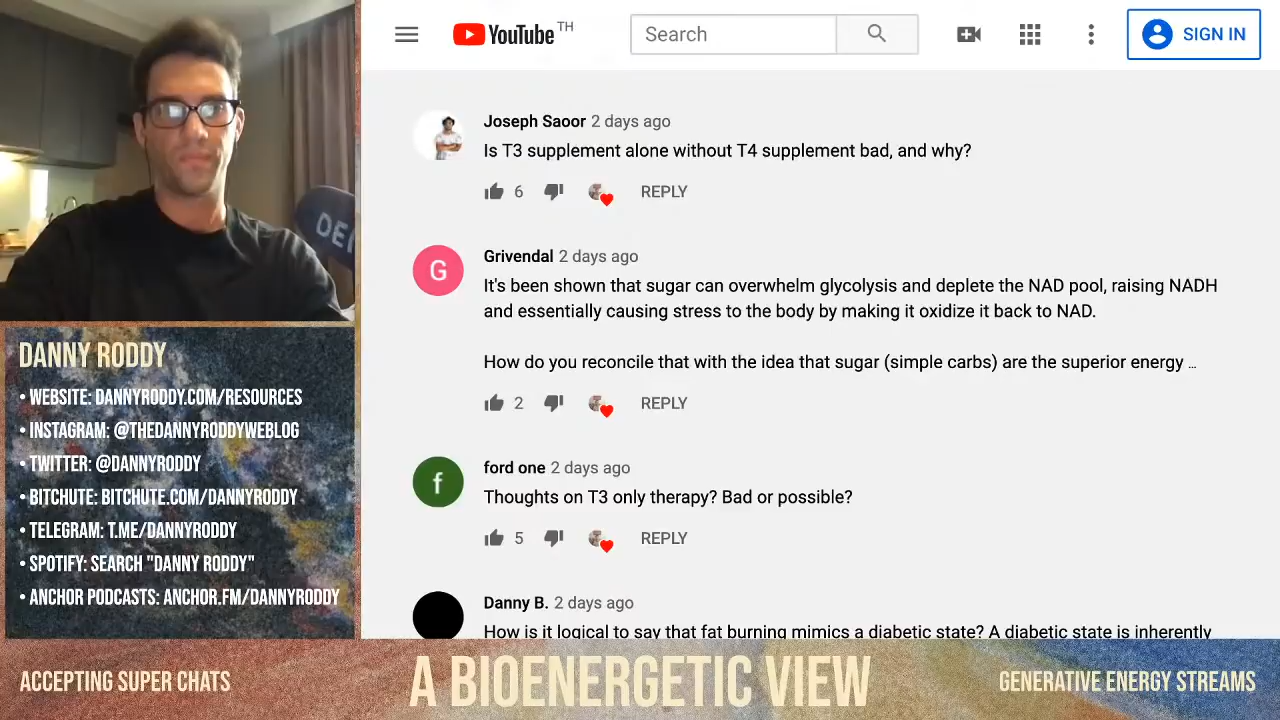 YouTube TH
Search
SIGN IN
Joseph Saoor 2 days ago
Is T3 supplement alone without T4 supplement bad, and why?
6 REPLY
G
Grivendal 2 days ago
It's been shown that sugar can overwhelm glycolysis and deplete the NAD pool, raising NADH
and essentially causing stress to the body by making it oxidize it back to NAD.
How do you reconcile that with the idea that sugar (simple carbs) are the superior energy ...
2 REPLY
f
ford one 2 days ago
Thoughts on T3 only therapy? Bad or possible?
5 REPLY
Danny B. 2 days ago
How is it logical to say that fat burning mimics a diabetic state? A diabetic state is inherently
DANNY RODDY
• WEBSITE: DANNYRODDY.COM/RESOURCES
• INSTAGRAM: @THEDANNYRODDYWEBLOG
• TWITTER: @DANNYRODDY
• BITCHUTE: BITCHUTE.COM/DANNYRODDY
• TELEGRAM: T.ME/DANNYRODDY
• SPOTIFY: SEARCH "DANNY RODDY"
• ANCHOR PODCASTS: ANCHOR.FM/DANNYRODDY
ACCEPTING SUPER CHATS
A BIOENERGETIC VIEW
GENERATIVE ENERGY STREAMS